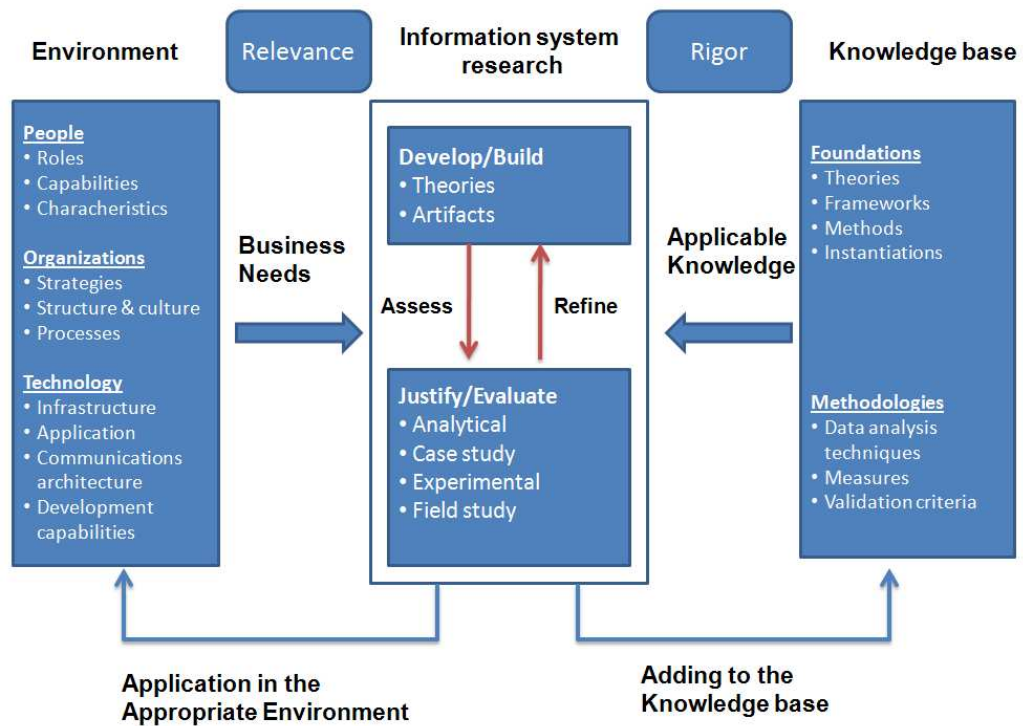 Environment
Relevance
Information system
research
Rigor
Knowledge base
People
• Roles
• Capabilities
• Characheristics
Organizations
• Strategies
• Structure & culture
• Processes
Technology
• Infrastructure
• Application
• Communications
architecture
• Development
capabilities
Business
Needs
Develop/Build
• Theories
• Artifacts
Assess
Refine
Justify/Evaluate
• Analytical
• Case study
• Experimental
• Field study
Applicable
Knowledge
Foundations
• Theories
• Frameworks
• Methods
• Instantiations
Methodologies
• Data analysis
techniques
• Measures
• Validation criteria
Application in the
Appropriate Environment
Adding to the
Knowledge base